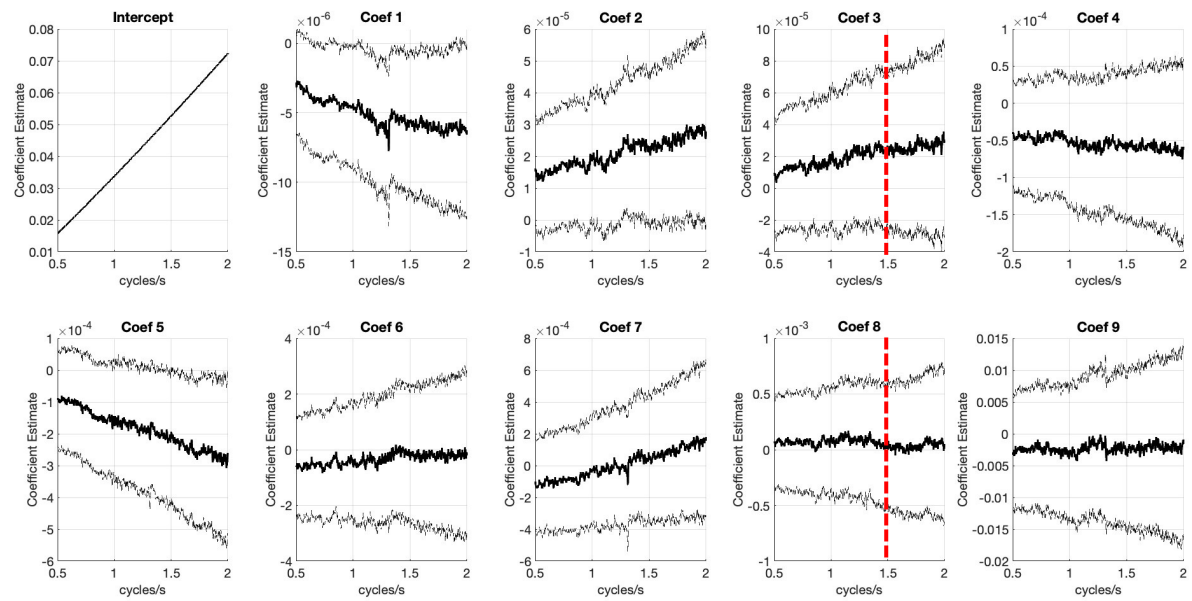 Intercept
0.08
0.07
0.06
0.05
0.04
0.03
0.02
0.01
Coefficient Estimate
0.5 1 1.5 2
cycles/s
×10⁻⁶
Coef 1
0
-5
-10
-15
Coefficient Estimate
0.5 1 1.5 2
cycles/s
×10⁻⁵
Coef 2
6
5
4
3
2
1
0
-1
Coefficient Estimate
0.5 1 1.5 2
cycles/s
×10⁻⁵
Coef 3
10
8
6
4
2
0
-2
-4
Coefficient Estimate
0.5 1 1.5 2
cycles/s
×10⁻⁴
Coef 4
1
0.5
0
-0.5
-1
-1.5
-2
Coefficient Estimate
0.5 1 1.5 2
cycles/s
×10⁻⁴
Coef 5
1
0
-1
-2
-3
-4
-5
-6
Coefficient Estimate
0.5 1 1.5 2
cycles/s
×10⁻⁴
Coef 6
4
2
0
-2
-4
Coefficient Estimate
0.5 1 1.5 2
cycles/s
×10⁻⁴
Coef 7
8
6
4
2
0
-2
-4
-6
Coefficient Estimate
0.5 1 1.5 2
cycles/s
×10⁻³
Coef 8
1
0.5
0
-0.5
-1
Coefficient Estimate
0.5 1 1.5 2
cycles/s
Coef 9
0.015
0.01
0.005
0
-0.005
-0.01
-0.015
-0.02
Coefficient Estimate
0.5 1 1.5 2
cycles/s